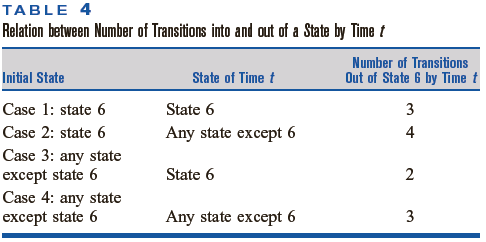 TABLE 4
Relation between Number of Transitions into and out of a State by Time t
Number of Transitions
Initial State State of Time t Out of State 6 by Time t
Case 1: state 6 State 6 3
Case 2: state 6 Any state except 6 4
Case 3: any state
except state 6 State 6 2
Case 4: any state
except state 6 Any state except 6 3